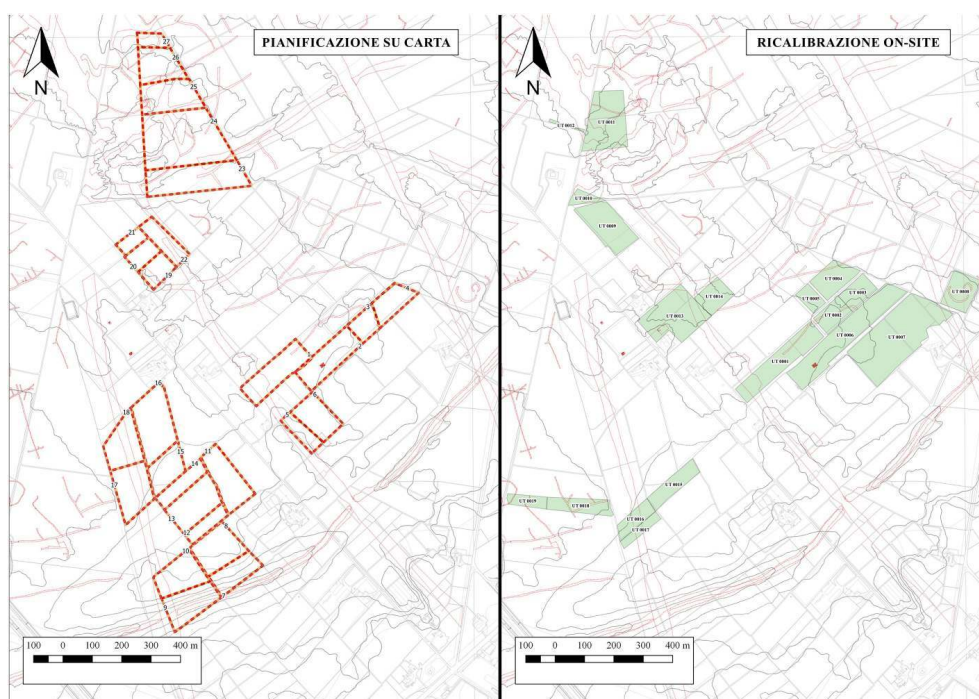 PIANIFICAZIONE SU CARTA
N
27
26
25
24
23
21
22
20
19
4
3
2
1
6
5
16
18
15
14
11
17
13
12
8
10
7
9
100 0 100 200 300 400 m
RICALIBRAZIONE ON-SITE
N
UT 0012
UT 0011
UT 0010
UT 0009
UT 0004
UT 0008
UT 0003
UT 0005
UT 0014
UT 0013
UT 0002
UT 0006
UT 0007
UT 0001
UT 0015
UT 0019
UT 0018
UT 0016
UT 0017
100 0 100 200 300 400 m